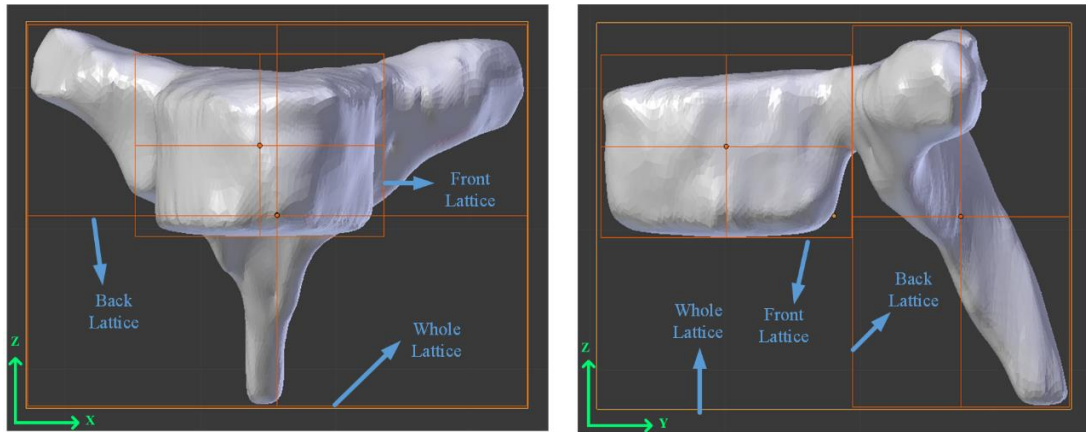 Front
Lattice
Back
Lattice
Whole
Lattice
Z
X
Back
Lattice
Whole
Lattice
Front
Lattice
Z
Y